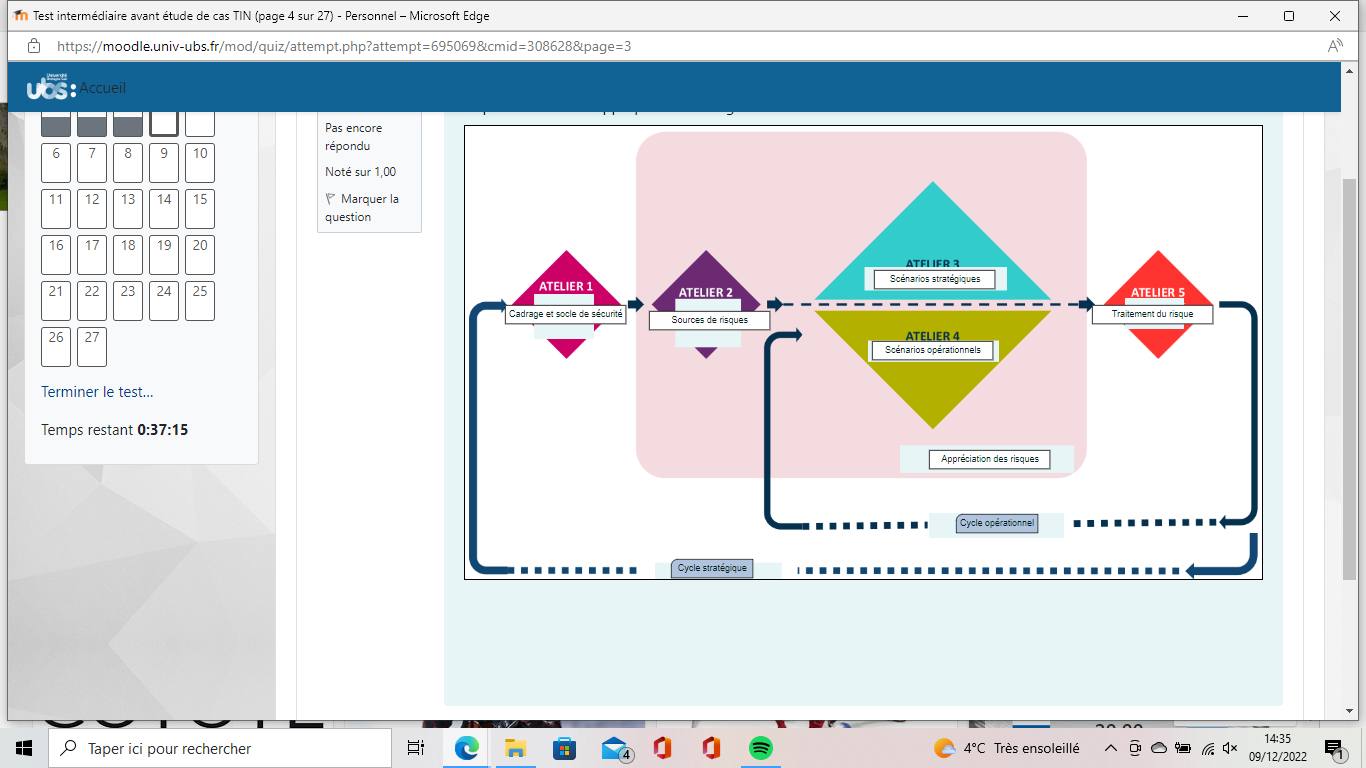 Test intermédiaire avant étude de cas TIN (page 4 sur 27) - Personnel – Microsoft Edge
https://moodle.univ-ubs.fr/mod/quiz/attempt.php?attempt=695069&cmid=308628&page=3
ubs: Accueil
6 7 8 9 10
11 12 13 14 15
16 17 18 19 20
21 22 23 24 25
26 27
Terminer le test...
Temps restant 0:37:15
Pas encore
répondu
Noté sur 1,00
Marquer la
question
ATELIER 1
Cadrage et socle de sécurité
ATELIER 2
Sources de risques
ATELIER 3
Scénarios stratégiques
ATELIER 4
Scénarios opérationnels
ATELIER 5
Traitement du risque
Appréciation des risques
Cycle opérationnel
Cycle stratégique
Taper ici pour rechercher
4
4°C Très ensoleillé
14:35
09/12/2022
1